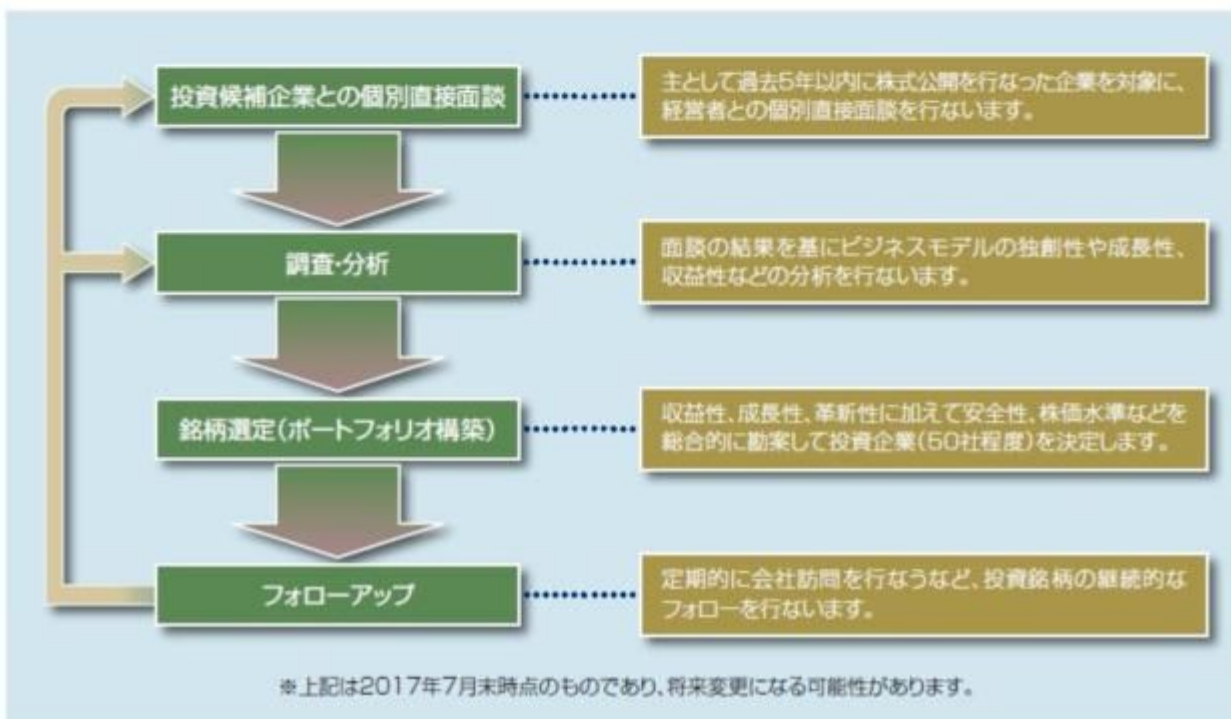 投資候補企業との個別直接面談
主として過去5年以内に株式公開を行なった企業を対象に、
経営者との個別直接面談を行ないます。
調査・分析
面談の結果を基にビジネスモデルの独創性や成長性、
収益性などの分析を行ないます。
銘柄選定(ポートフォリオ構築)
収益性、成長性、革新性に加えて安全性、株価水準などを
総合的に勘案して投資企業(50社程度)を決定します。
フォローアップ
定期的に会社訪問を行なうなど、投資銘柄の継続的な
フォローを行ないます。
※上記は2017年7月末時点のものであり、将来変更になる可能性があります。